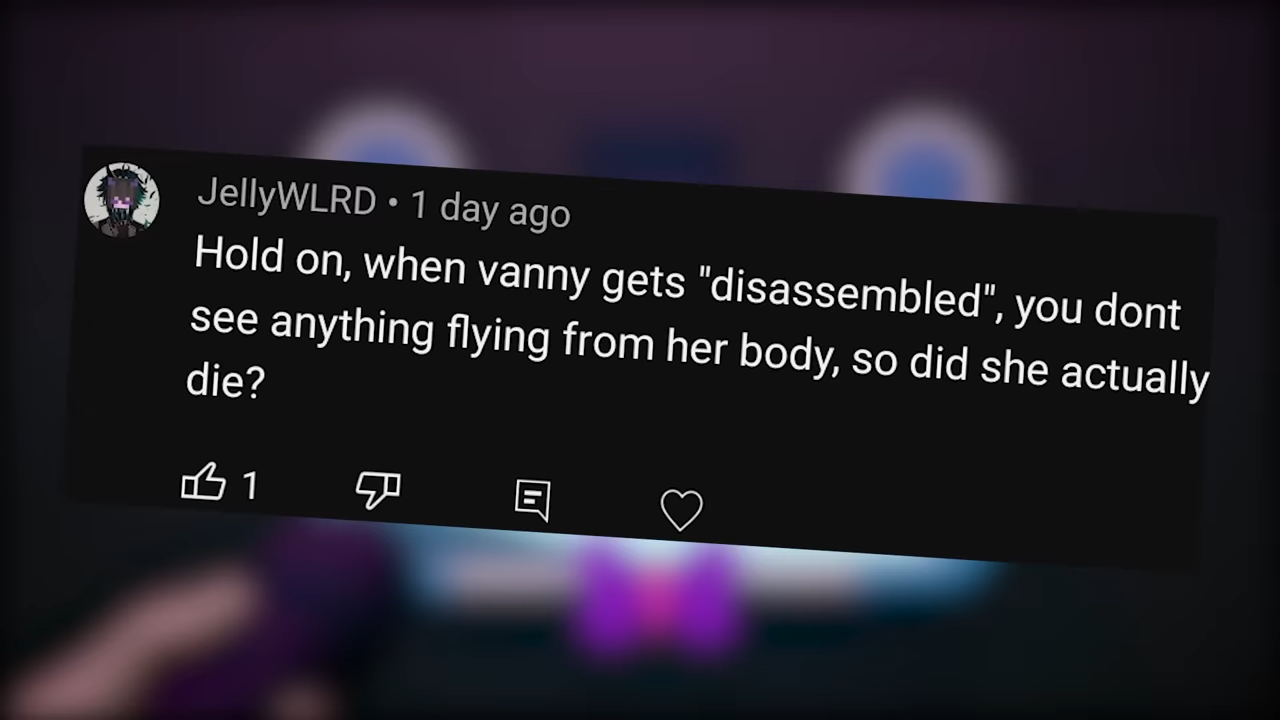 JellyWLRD • 1 day ago
Hold on, when vanny gets "disassembled", you dont
see anything flying from her body, so did she actually
die?
1